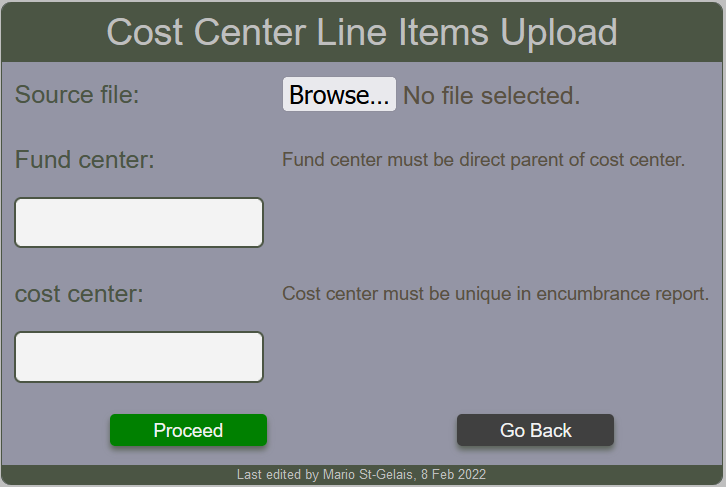 Cost Center Line Items Upload
Source file: Browse... No file selected.
Fund center: Fund center must be direct parent of cost center.
cost center: Cost center must be unique in encumbrance report.
Proceed Go Back
Last edited by Mario St-Gelais, 8 Feb 2022